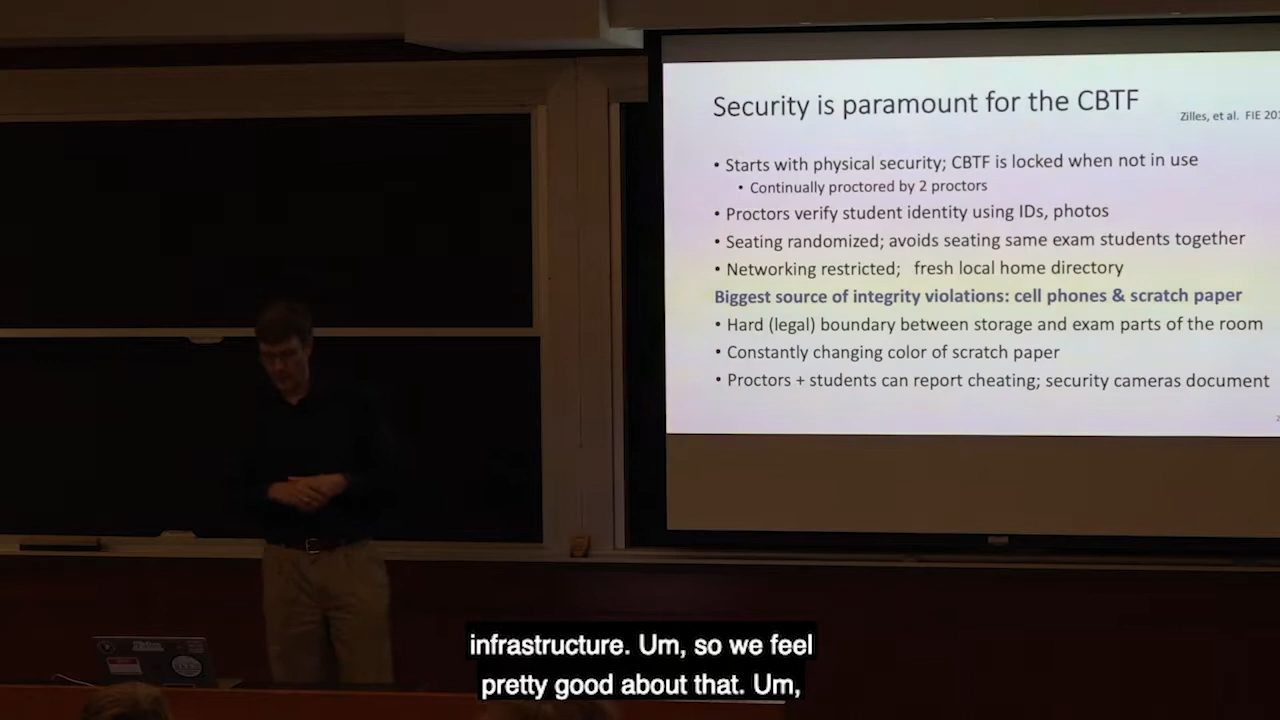 Security is paramount for the CBTF
Zilles, et al. FIE
• Starts with physical security; CBTF is locked when not in use
• Continually proctored by 2 proctors
• Proctors verify student identity using IDs, photos
• Seating randomized; avoids seating same exam students together
• Networking restricted; fresh local home directory
Biggest source of integrity violations: cell phones & scratch paper
• Hard (legal) boundary between storage and exam parts of the room
• Constantly changing color of scratch paper
• Proctors + students can report cheating; security cameras document
infrastructure. Um, so we feel
pretty good about that. Um,